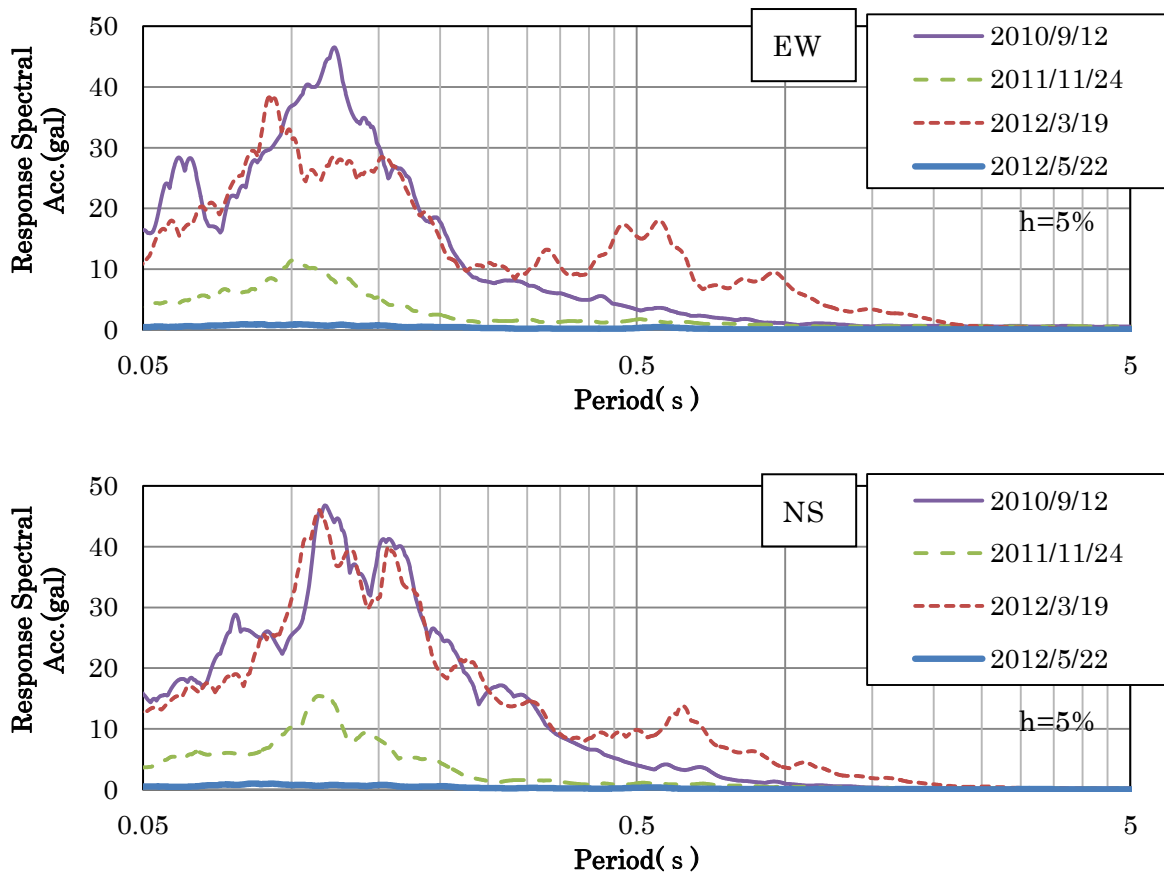 50
40
30
20
10
0
Response Spectral
Acc.(gal)
EW
2010/9/12
2011/11/24
2012/3/19
2012/5/22
h=5%
0.05
0.5
5
Period( s )
50
40
30
20
10
0
Response Spectral
Acc.(gal)
NS
2010/9/12
2011/11/24
2012/3/19
2012/5/22
h=5%
0.05
0.5
5
Period( s )